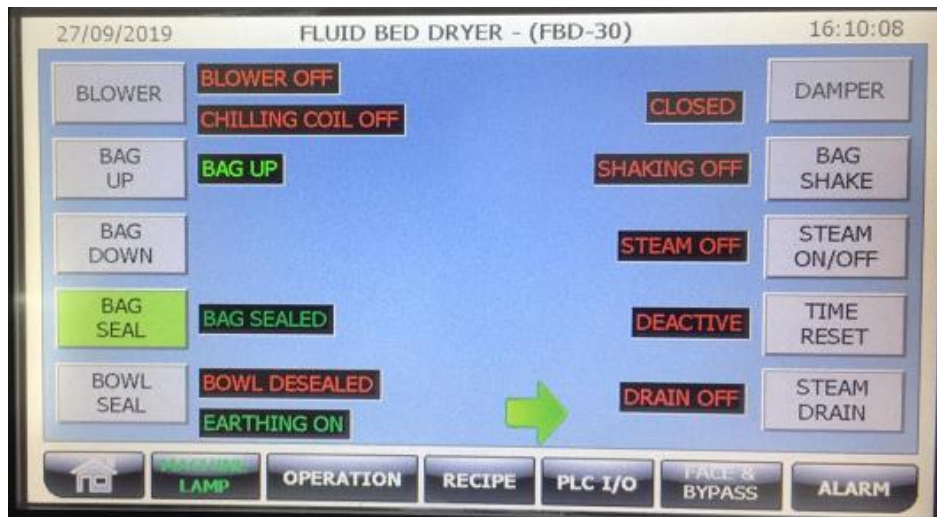 27/09/2019 FLUID BED DRYER - (FBD-30) 16:10:08
BLOWER
BLOWER OFF
CHILLING COIL OFF
CLOSED
DAMPER
BAG
UP
BAG UP
SHAKING OFF
BAG
SHAKE
BAG
DOWN
STEAM OFF
STEAM
ON/OFF
BAG
SEAL
BAG SEALED
DEACTIVE
TIME
RESET
BOWL
SEAL
BOWL DESEALED
EARTHING ON
DRAIN OFF
STEAM
DRAIN
MACHINE
LAMP
OPERATION
RECIPE
PLC I/O
FACE &
BYPASS
ALARM